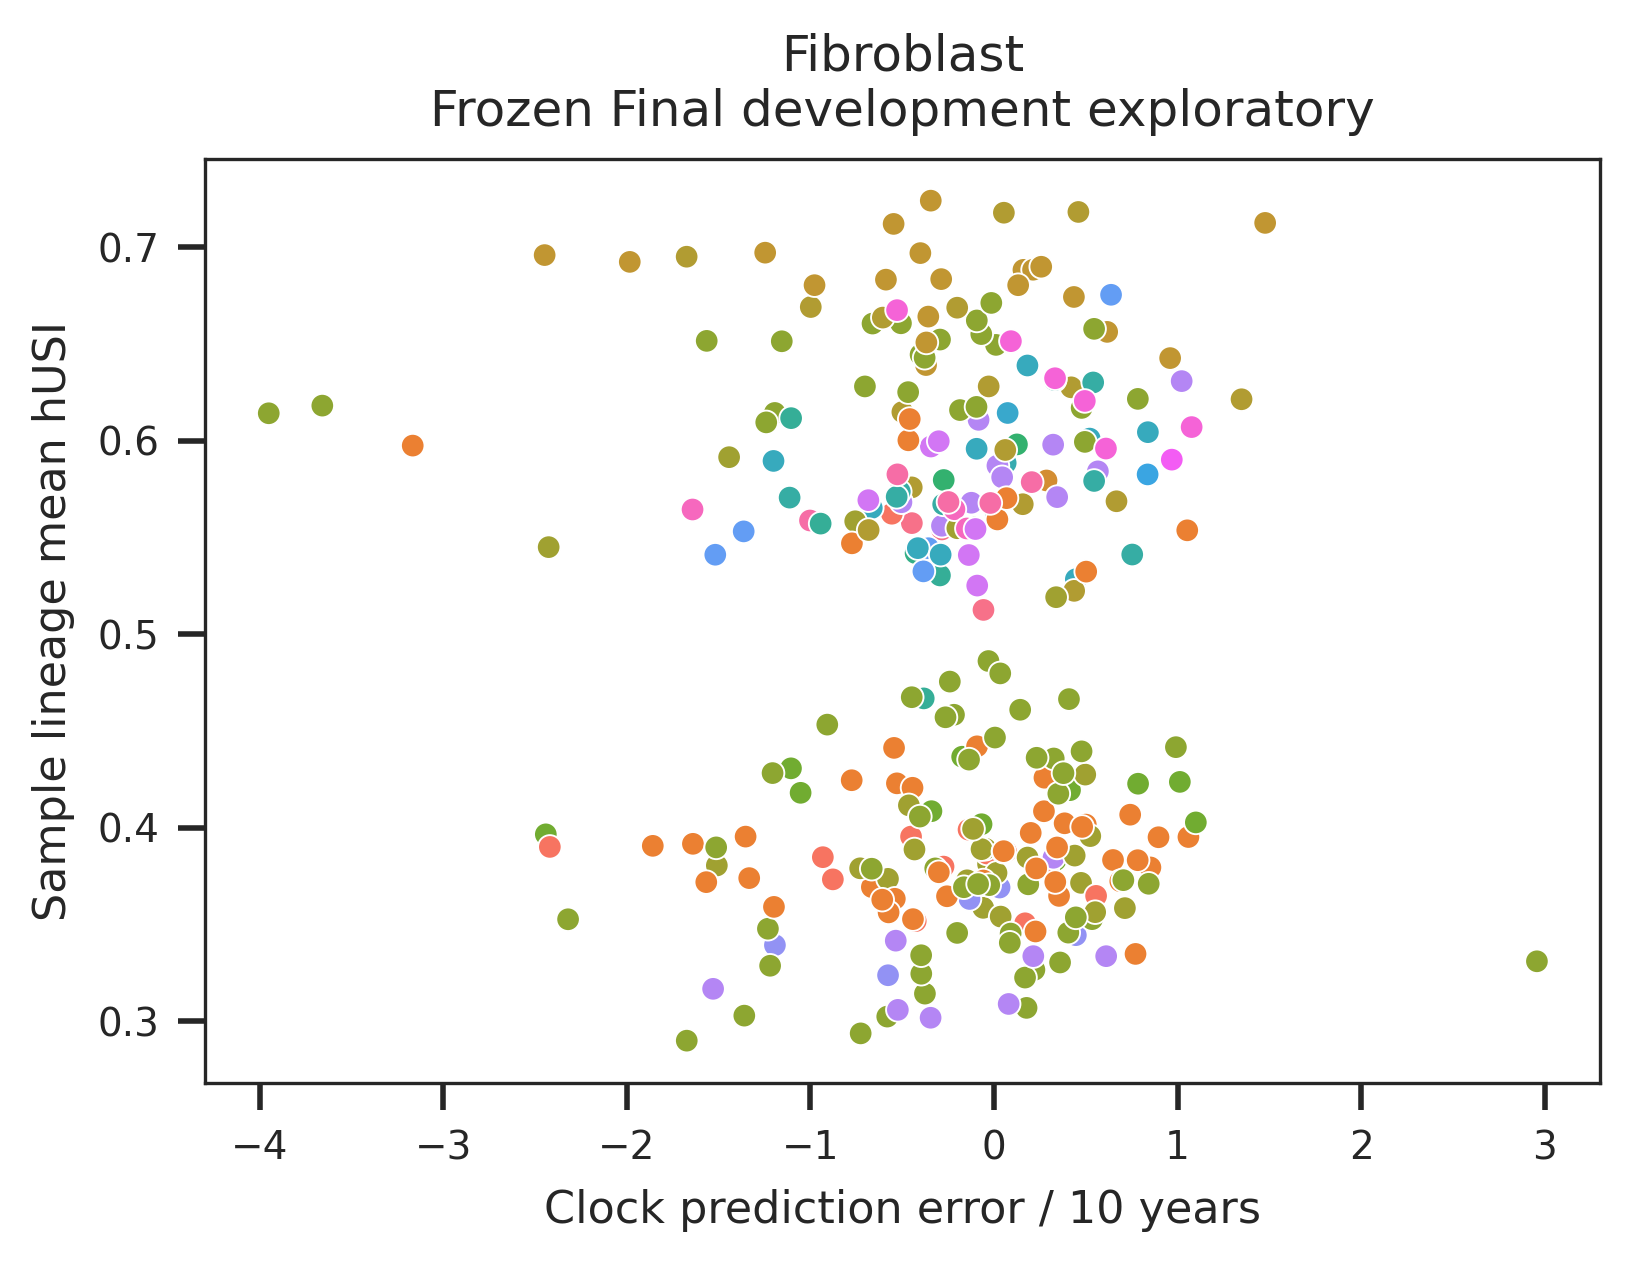 Fibroblast
Frozen Final development exploratory
Sample lineage mean hUSI
0.7
0.6
0.5
0.4
0.3
−4 −3 −2 −1 0 1 2 3
Clock prediction error / 10 years